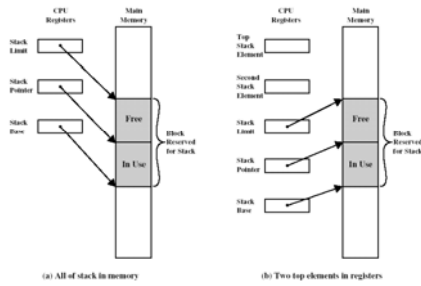 CPU
Registers
Main
Memory
Stack
Limit
Stack
Pointer
Stack
Base
Free
In Use
Block
Reserved
for Stack
(a) All of stack in memory
CPU
Registers
Main
Memory
Top
Stack
Element
Second
Stack
Element
Stack
Limit
Stack
Pointer
Stack
Base
Free
In Use
Block
Reserved
for Stack
(b) Two top elements in registers